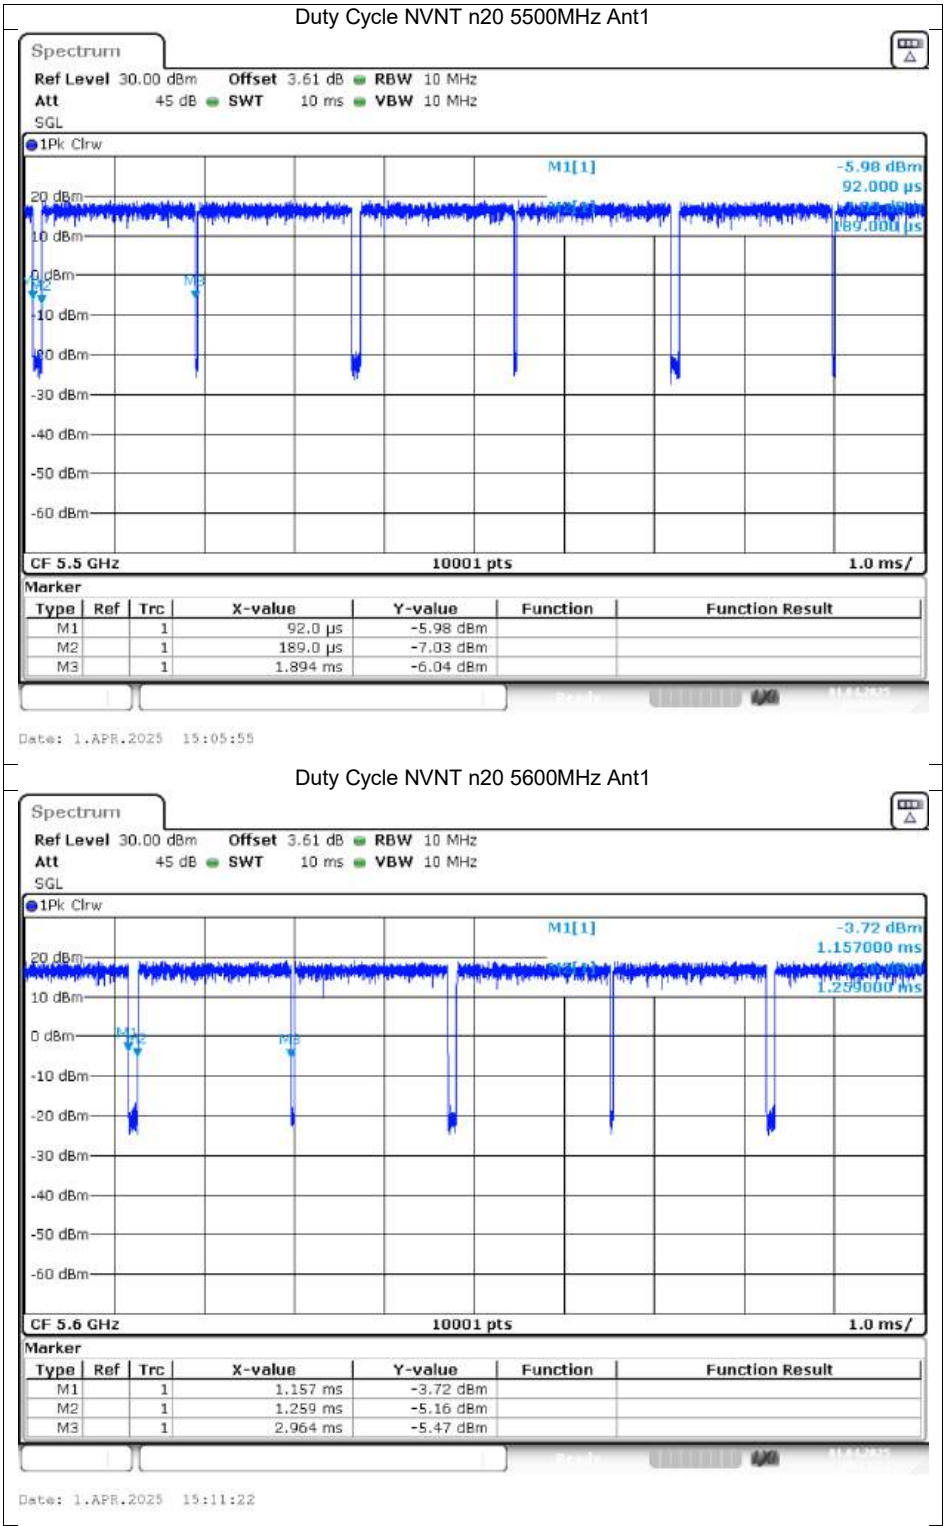 Duty Cycle NVNT n20 5500MHz Ant1
Spectrum
Ref Level 30.00 dBm Offset 3.61 dB RBW 10 MHz
Att 45 dB SWT 10 ms VBW 10 MHz
SGL
1Pk Clrw
M1[1] -5.98 dBm
92.000 µs
20 dBm
189.000 µs
10 dBm
0 dBm
M2 M3
-10 dBm
-20 dBm
-30 dBm
-40 dBm
-50 dBm
-60 dBm
CF 5.5 GHz 10001 pts 1.0 ms/
Marker
Type Ref Trc X-value Y-value Function Function Result
M1 1 92.0 µs -5.98 dBm
M2 1 189.0 µs -7.03 dBm
M3 1 1.894 ms -6.04 dBm
Date: 1.APR.2025 15:05:55
Duty Cycle NVNT n20 5600MHz Ant1
Spectrum
Ref Level 30.00 dBm Offset 3.61 dB RBW 10 MHz
Att 45 dB SWT 10 ms VBW 10 MHz
SGL
1Pk Clrw
M1[1] -3.72 dBm
1.157000 ms
20 dBm
1.259000 ms
10 dBm
0 dBm
M1 M2 M3
-10 dBm
-20 dBm
-30 dBm
-40 dBm
-50 dBm
-60 dBm
CF 5.6 GHz 10001 pts 1.0 ms/
Marker
Type Ref Trc X-value Y-value Function Function Result
M1 1 1.157 ms -3.72 dBm
M2 1 1.259 ms -5.16 dBm
M3 1 2.964 ms -5.47 dBm
Date: 1.APR.2025 15:11:22